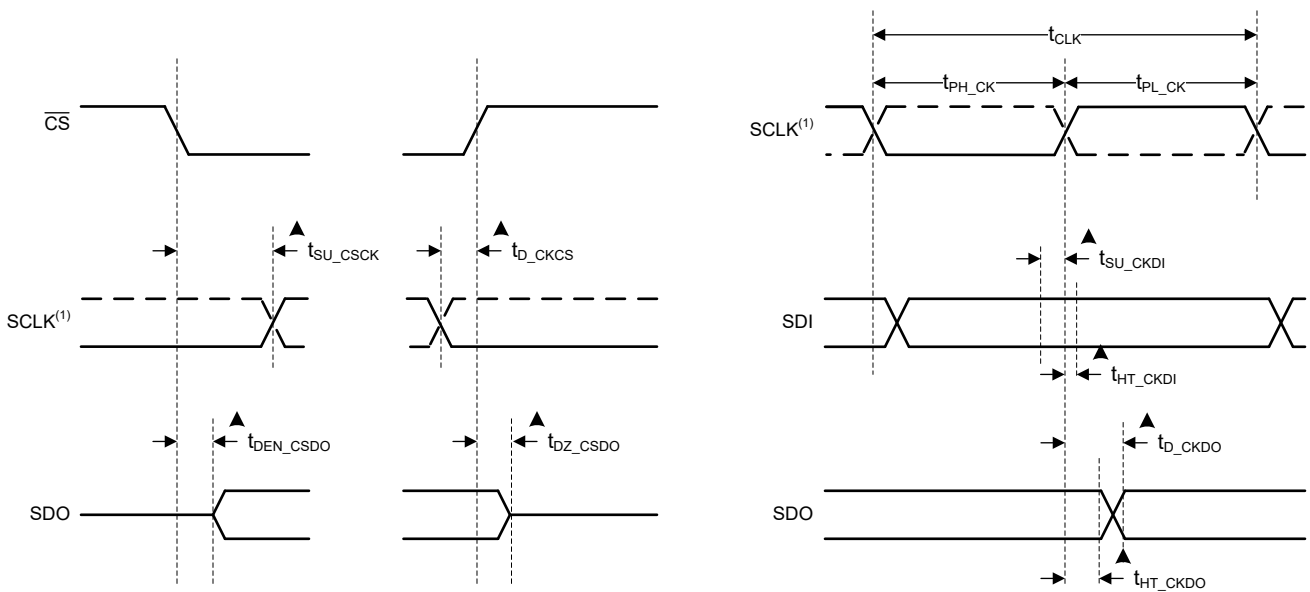 CS
t_SU_CSCK
t_D_CKCS
SCLK(1)
t_DEN_CSDO
t_DZ_CSDO
SDO
t_CLK
t_PH_CK
t_PL_CK
SCLK(1)
t_SU_CKDI
SDI
t_HT_CKDI
t_D_CKDO
SDO
t_HT_CKDO